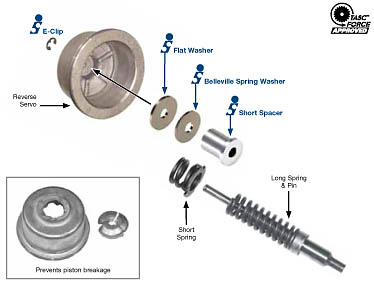 TASC
FORCE
APPROVED
E-Clip
Flat Washer
Belleville Spring Washer
Short Spacer
Reverse
Servo
Long Spring
& Pin
Short
Spring
Prevents piston breakage